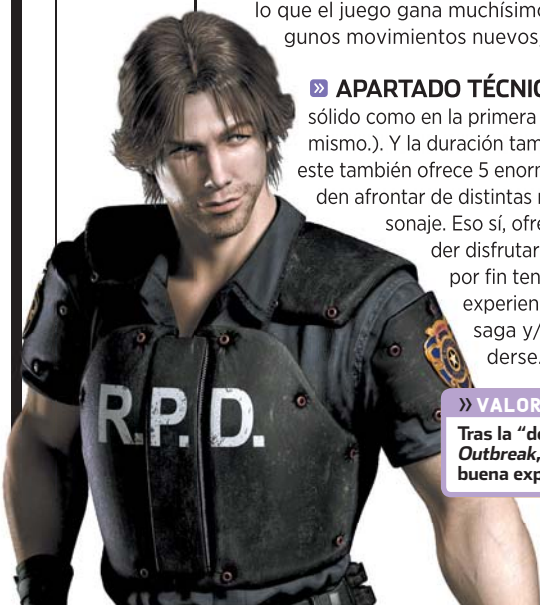 lo que el juego gana muchísimo
gunos movimientos nuevos,
» APARTADO TÉCNIC
sólido como en la primera
mismo.). Y la duración tam
este también ofrece 5 enorm
den afrontar de distintas
sonaje. Eso sí, ofre
der disfrutar
por fin ten
experien
saga y/
derse.
» VALOR
Tras la “de
Outbreak,
buena exp
R.P.D.